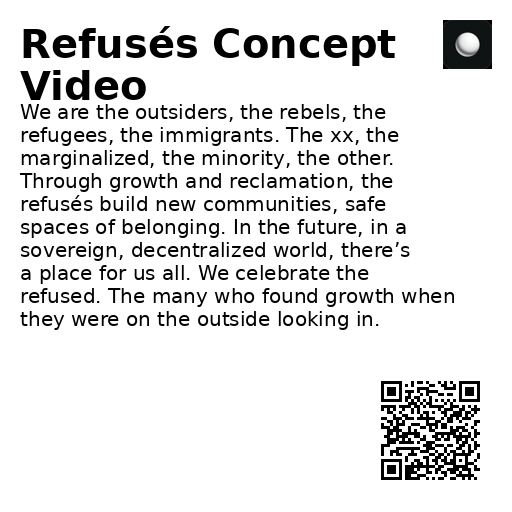 Refusés Concept
Video
We are the outsiders, the rebels, the
refugees, the immigrants. The xx, the
marginalized, the minority, the other.
Through growth and reclamation, the
refusés build new communities, safe
spaces of belonging. In the future, in a
sovereign, decentralized world, there’s
a place for us all. We celebrate the
refused. The many who found growth when
they were on the outside looking in.